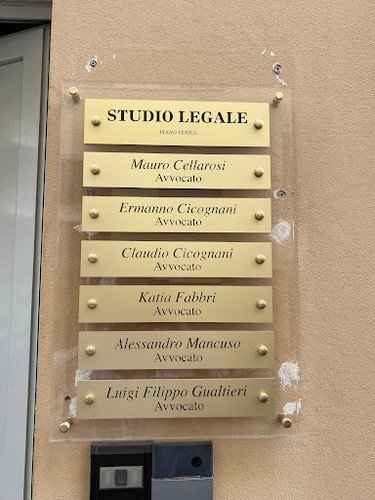 STUDIO LEGALE
PIANO TERRA
Mauro Cellarosi
Avvocato
Ermanno Cicognani
Avvocato
Claudio Cicognani
Avvocato
Katia Fabbri
Avvocato
Alessandro Mancuso
Avvocato
Luigi Filippo Gualtieri
Avvocato